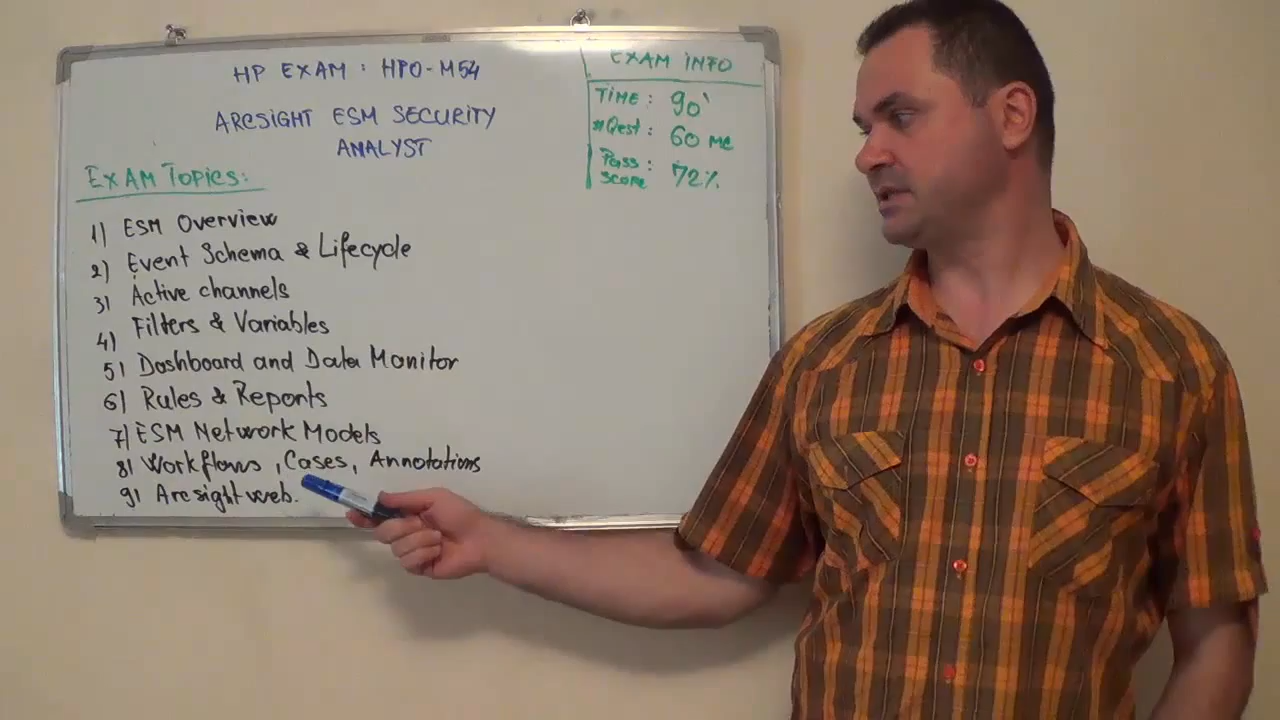 HP EXAM: HPO-M54
ARCSIGHT ESM SECURITY
ANALYST
EXAM TOPICS:
1) ESM Overview
2) Event Schema & Lifecycle
3) Active channels
4) Filters & Variables
5) Dashboard and Data Monitor
6) Rules & Reports
7) ESM Network Models
8) Workflows, Cases, Annotations
9) Arcsight web.
EXAM INFO
TIME: 90'
#Qest: 60 MC
Pass: 72%
SCORE